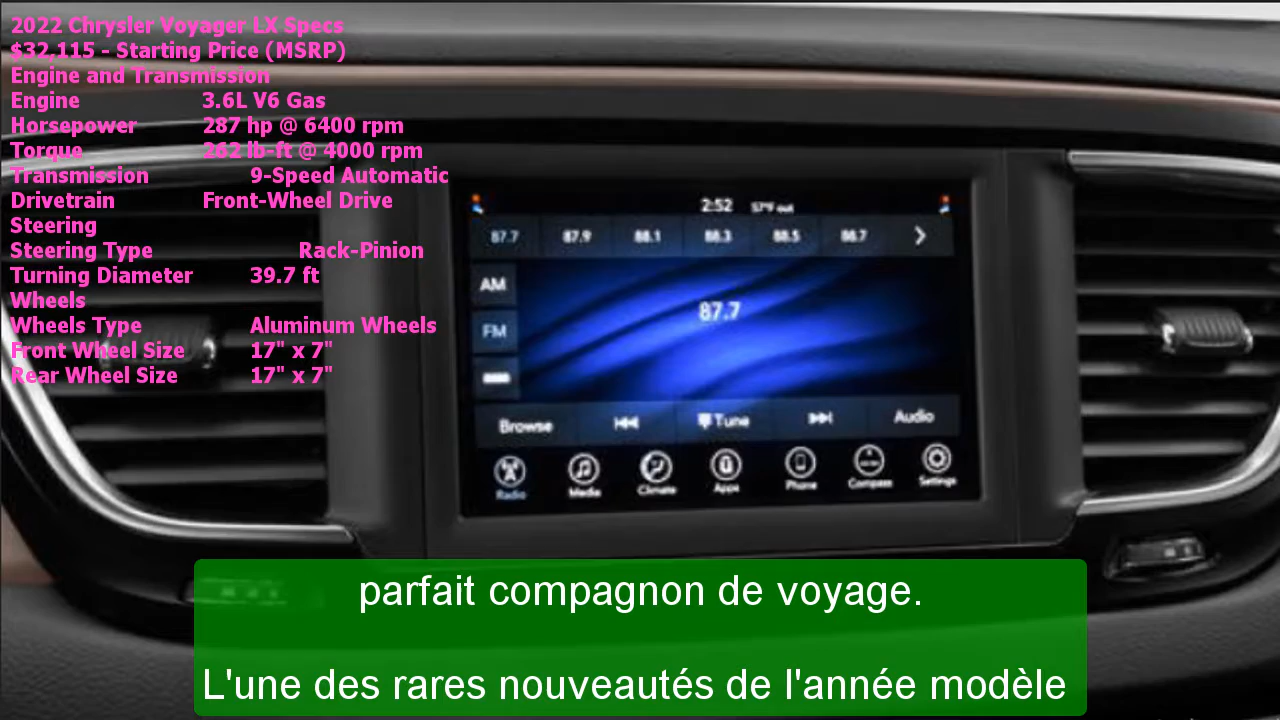 2022 Chrysler Voyager LX Specs
$32,115 - Starting Price (MSRP)
Engine and Transmission
Engine 3.6L V6 Gas
Horsepower 287 hp @ 6400 rpm
Torque 262 lb-ft @ 4000 rpm
Transmission 9-Speed Automatic
Drivetrain Front-Wheel Drive
Steering
Steering Type Rack-Pinion
Turning Diameter 39.7 ft
Wheels
Wheels Type Aluminum Wheels
Front Wheel Size 17" x 7"
Rear Wheel Size 17" x 7"
2:52 57°F out
87.7 87.9 88.1 88.3 88.5 88.7
AM
87.7
FM
Browse Tune Audio
Radio Media Climate Apps Phone Compass Settings
parfait compagnon de voyage.
L'une des rares nouveautés de l'année modèle